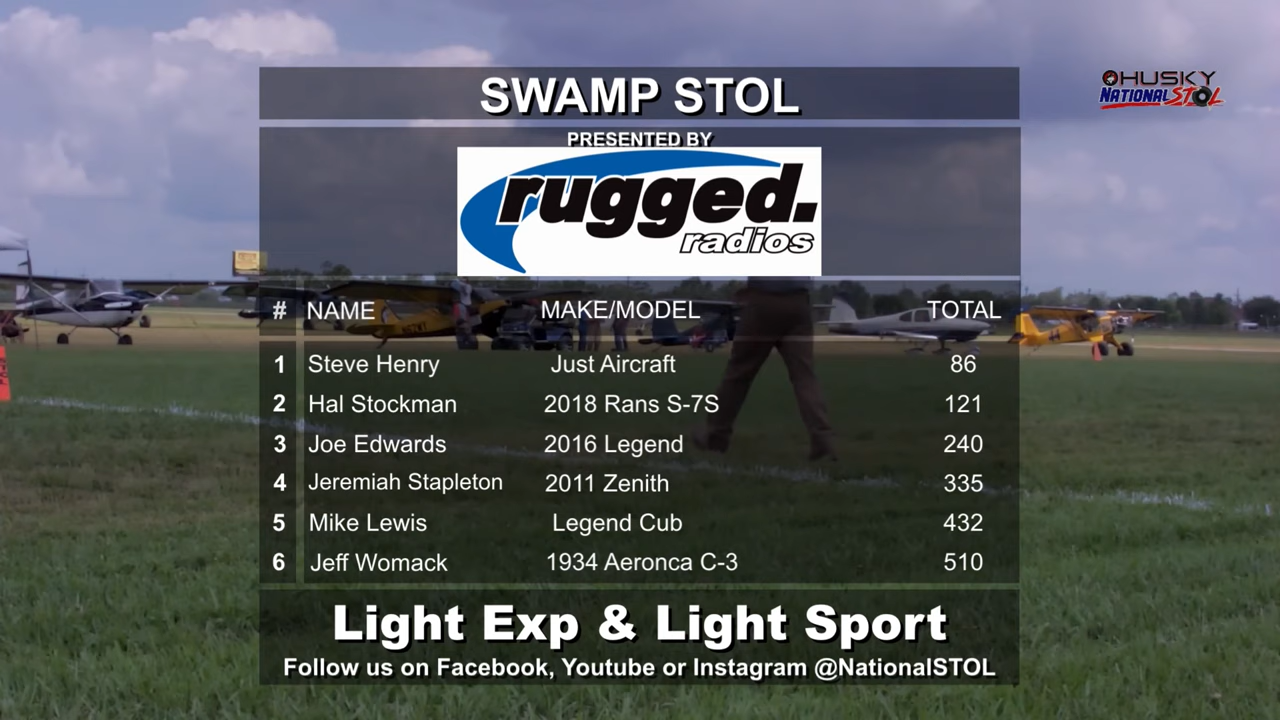 SWAMP STOL
HUSKY
NATIONAL STOL
PRESENTED BY
rugged.
radios
# NAME MAKE/MODEL TOTAL
1 Steve Henry Just Aircraft 86
2 Hal Stockman 2018 Rans S-7S 121
3 Joe Edwards 2016 Legend 240
4 Jeremiah Stapleton 2011 Zenith 335
5 Mike Lewis Legend Cub 432
6 Jeff Womack 1934 Aeronca C-3 510
Light Exp & Light Sport
Follow us on Facebook, Youtube or Instagram @NationalSTOL